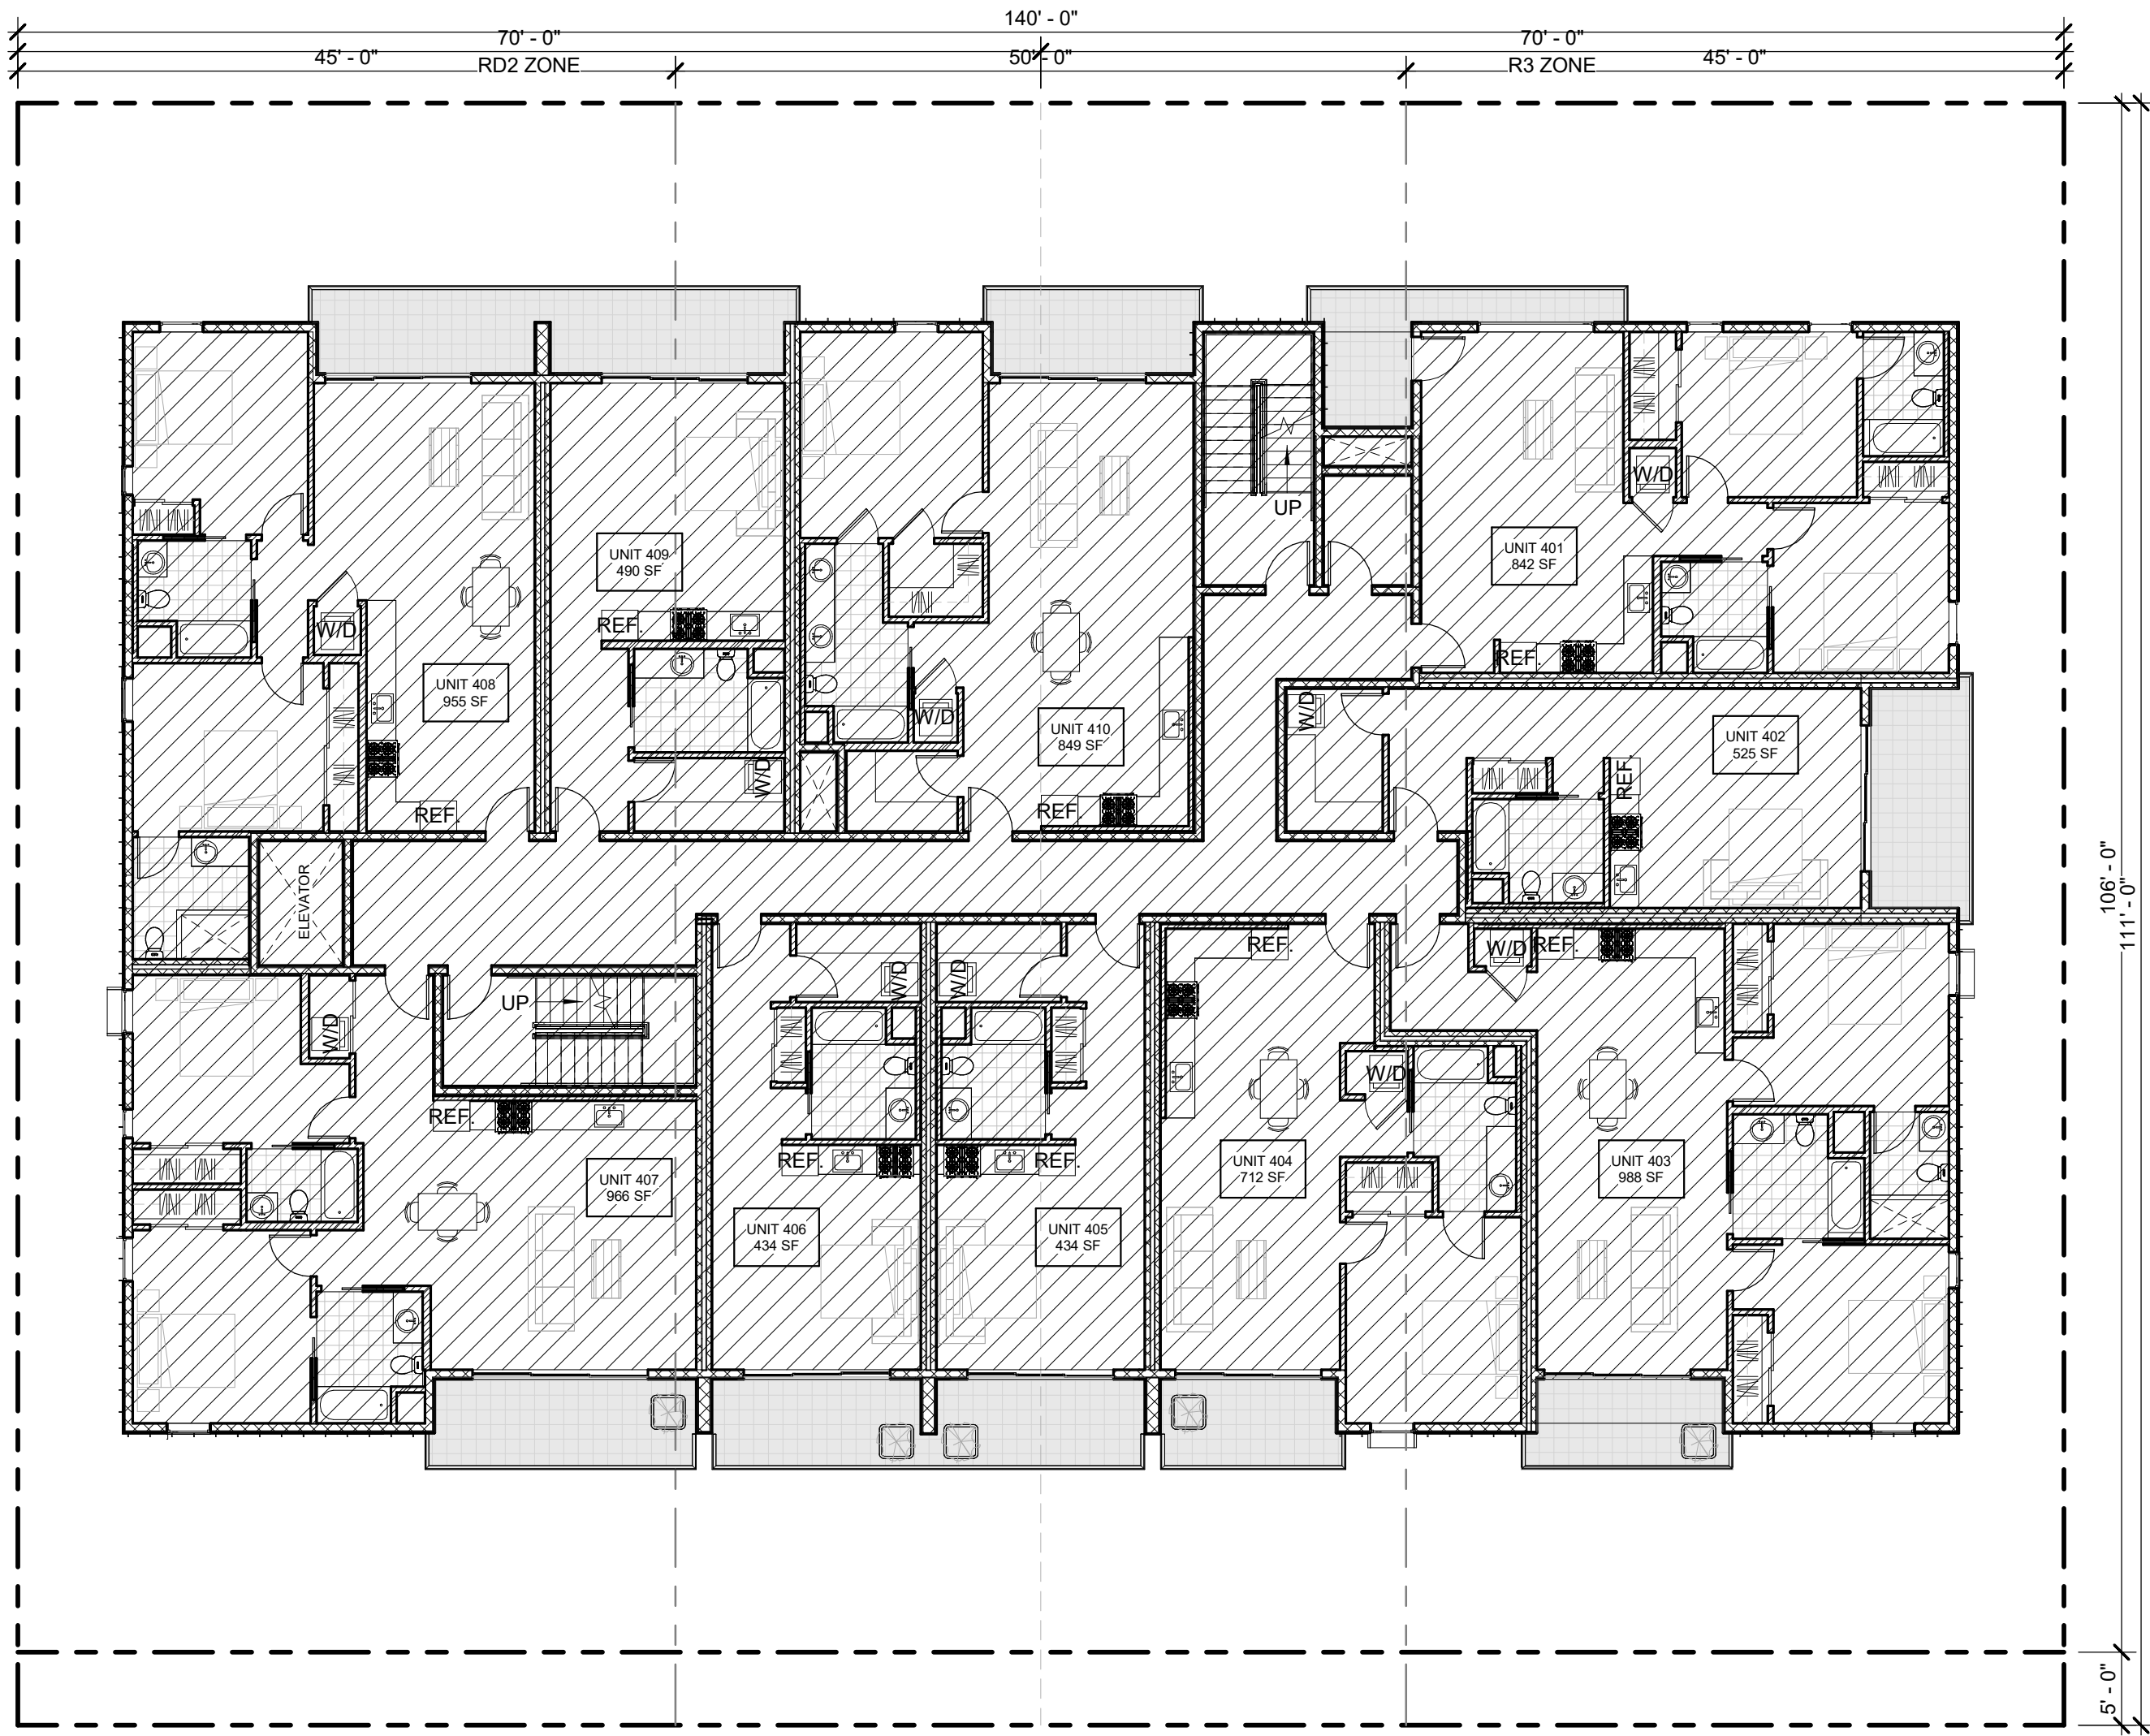 140' - 0"
70' - 0"
70' - 0"
45' - 0"
50' - 0"
45' - 0"
RD2 ZONE
R3 ZONE
W/D
UP
UNIT 409
490 SF
UNIT 401
842 SF
REF.
W/D
REF.
UNIT 408
955 SF
W/D
W/D
UNIT 410
849 SF
UNIT 402
525 SF
REF.
W/D
REF.
REF.
ELEVATOR
106' - 0"
111' - 0"
REF.
W/D
REF.
W/D
W/D
UP
W/D
W/D
REF.
REF.
REF.
UNIT 404
712 SF
UNIT 403
988 SF
UNIT 407
966 SF
UNIT 406
434 SF
UNIT 405
434 SF
5' - 0"